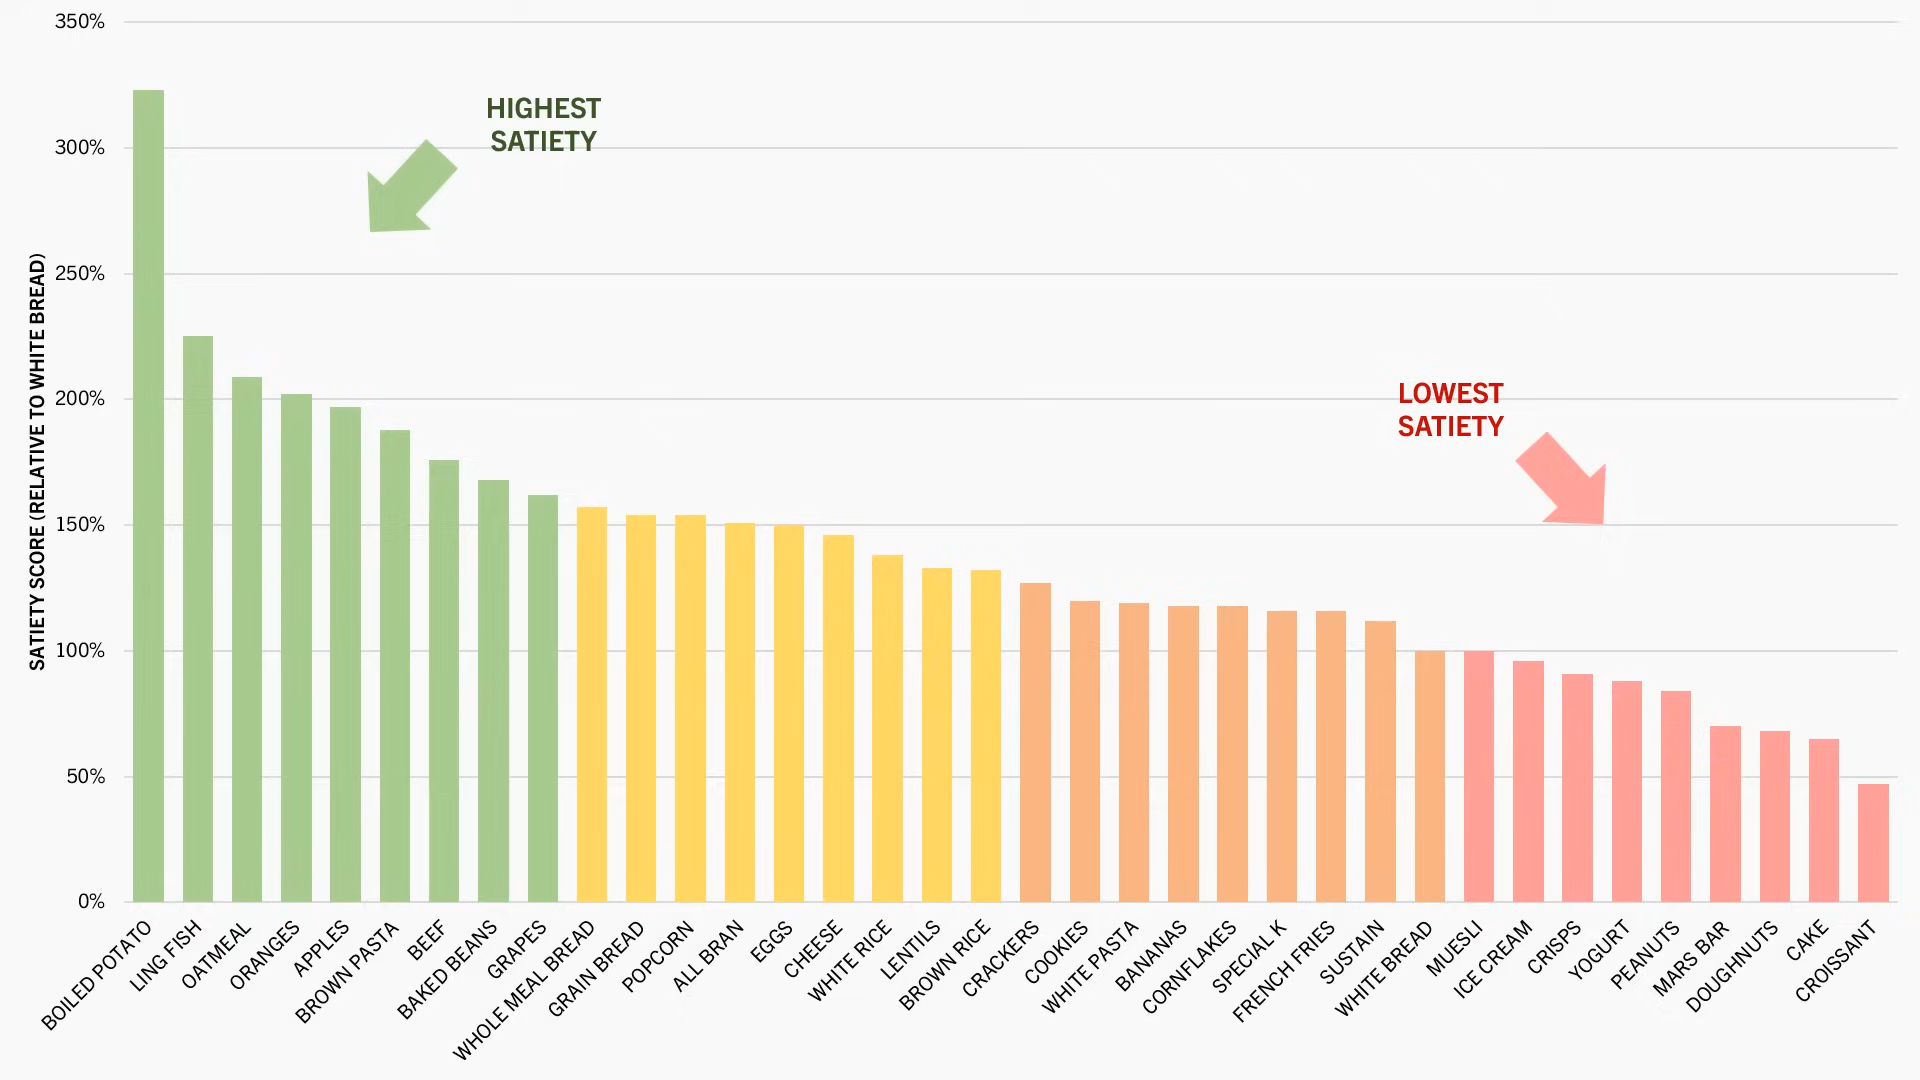 350%
300%
250%
200%
150%
100%
50%
0%
SATIETY SCORE (RELATIVE TO WHITE BREAD)
HIGHEST
SATIETY
LOWEST
SATIETY
BOILED POTATO
LING FISH
OATMEAL
ORANGES
APPLES
BROWN PASTA
BEEF
BAKED BEANS
GRAPES
WHOLE MEAL BREAD
GRAIN BREAD
POPCORN
ALL BRAN
EGGS
CHEESE
WHITE RICE
LENTILS
BROWN RICE
CRACKERS
COOKIES
WHITE PASTA
BANANAS
CORNFLAKES
SPECIAL K
FRENCH FRIES
SUSTAIN
WHITE BREAD
MUESLI
ICE CREAM
CRISPS
YOGURT
PEANUTS
MARS BAR
DOUGHNUTS
CAKE
CROISSANT